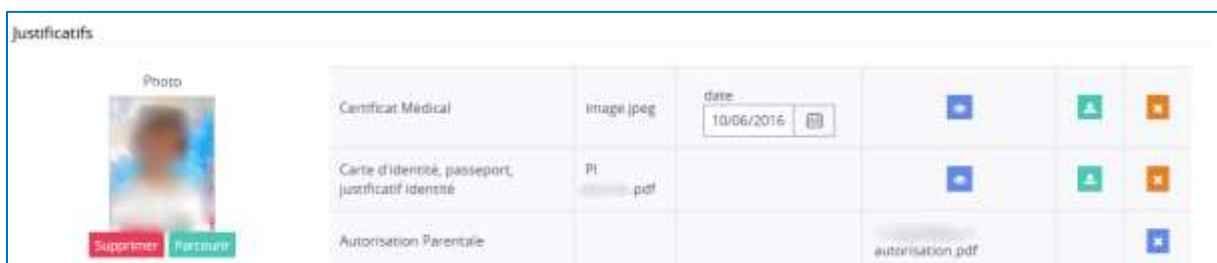 Justificatifs
Photo
Certificat Médical
image.jpeg
date
10/06/2016
Carte d'identité, passeport,
justificatif identité
PI
.pdf
Supprimer
Parcourir
Autorisation Parentale
autorisation.pdf